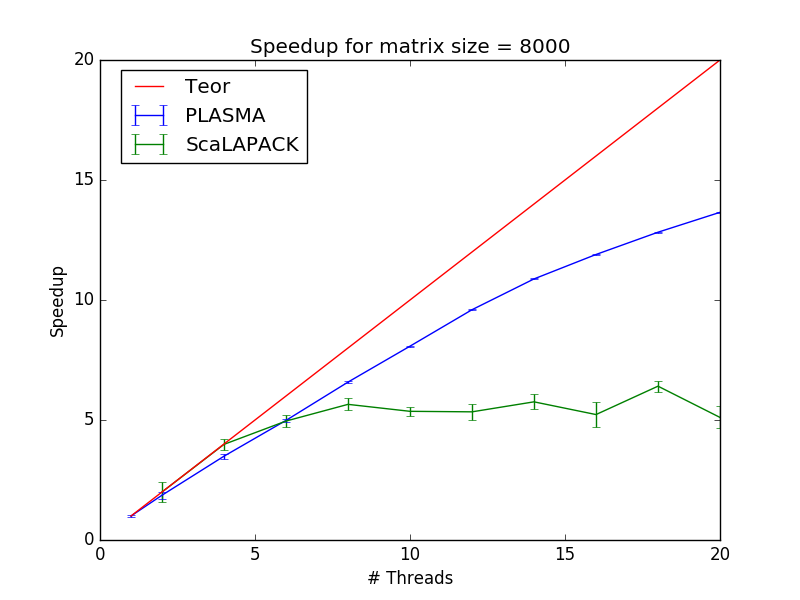 Speedup for matrix size = 8000
20
15
10
5
0
Speedup
Teor
PLASMA
ScaLAPACK
0 5 10 15 20
# Threads